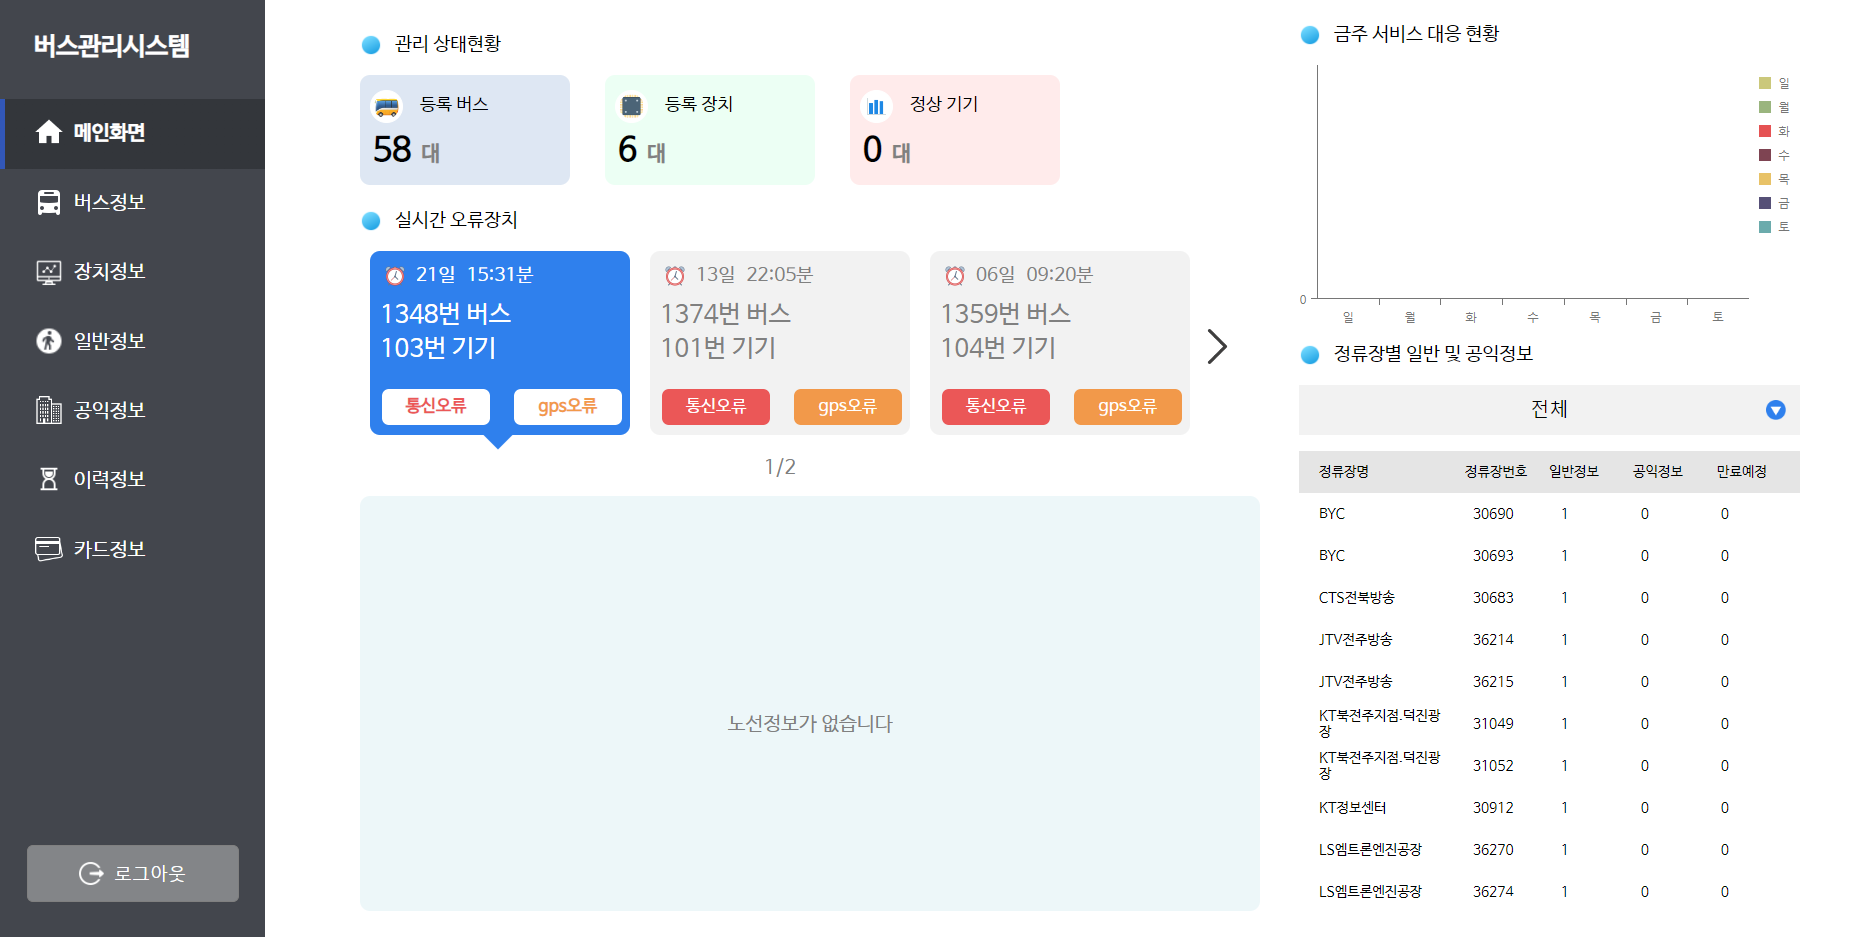 버스관리시스템
메인화면
버스정보
장치정보
일반정보
공익정보
이력정보
카드정보
로그아웃
관리 상태현황
등록 버스
58 대
등록 장치
6 대
정상 기기
0 대
실시간 오류장치
21일 15:31분
1348번 버스
103번 기기
통신오류 gps오류
13일 22:05분
1374번 버스
101번 기기
통신오류 gps오류
06일 09:20분
1359번 버스
104번 기기
통신오류 gps오류
1/2
노선정보가 없습니다
금주 서비스 대응 현황
일
월
화
수
목
금
토
0
일 월 화 수 목 금 토
정류장별 일반 및 공익정보
전체
정류장명 정류장번호 일반정보 공익정보 만료예정
BYC 30690 1 0 0
BYC 30693 1 0 0
CTS전북방송 30683 1 0 0
JTV전주방송 36214 1 0 0
JTV전주방송 36215 1 0 0
KT북전주지점.덕진광
장 31049 1 0 0
KT북전주지점.덕진광
장 31052 1 0 0
KT정보센터 30912 1 0 0
LS엠트론엔진공장 36270 1 0 0
LS엠트론엔진공장 36274 1 0 0